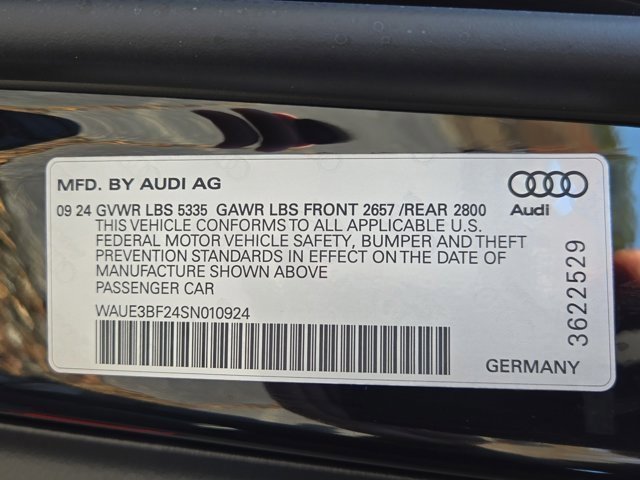 MFD. BY AUDI AG
Audi
09 24 GVWR LBS 5335 GAWR LBS FRONT 2657 /REAR 2800
THIS VEHICLE CONFORMS TO ALL APPLICABLE U.S.
FEDERAL MOTOR VEHICLE SAFETY, BUMPER AND THEFT
PREVENTION STANDARDS IN EFFECT ON THE DATE OF
MANUFACTURE SHOWN ABOVE
PASSENGER CAR
WAUE3BF24SN010924
3622529
GERMANY